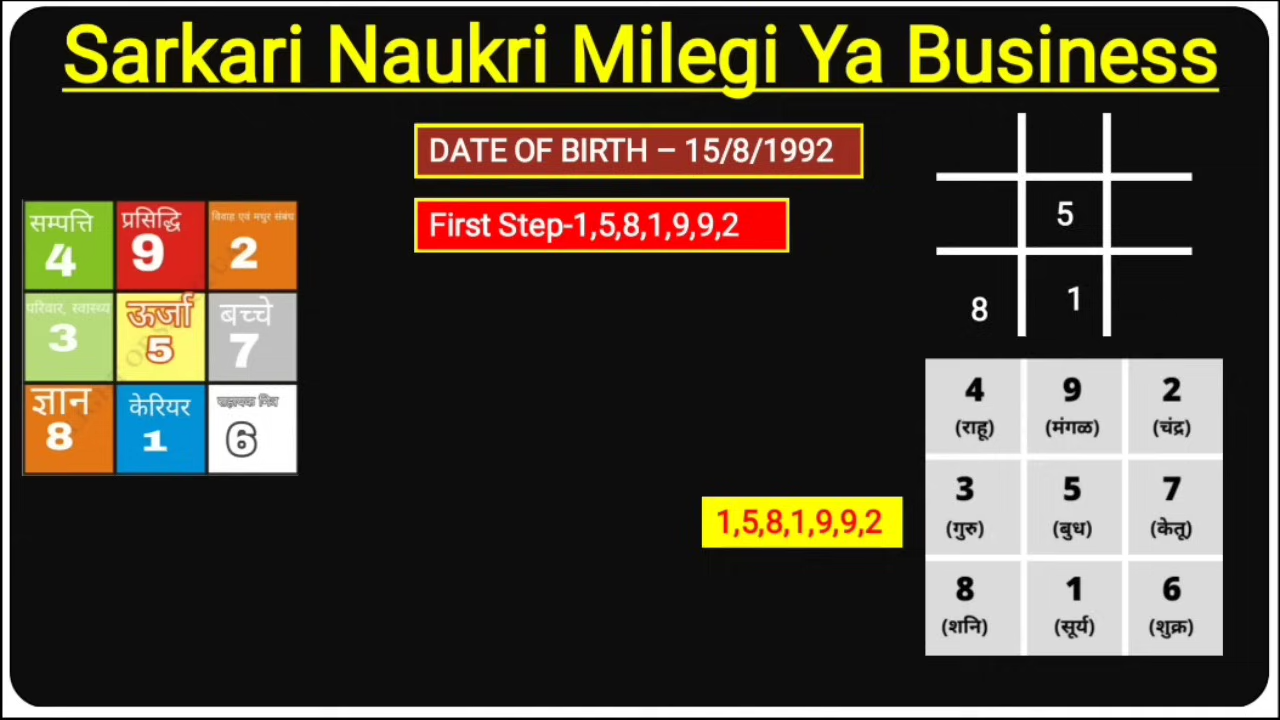 Sarkari Naukri Milegi Ya Business
DATE OF BIRTH – 15/8/1992
First Step-1,5,8,1,9,9,2
5
8 1
सम्पत्ति प्रसिद्धि विवाह एवं मधुर संबंध
4 9 2
परिवार, स्वास्थ्य ऊर्जा बच्चे
3 5 7
ज्ञान केरियर सहायक मित्र
8 1 6
1,5,8,1,9,9,2
4 9 2
(राहू) (मंगळ) (चंद्र)
3 5 7
(गुरु) (बुध) (केतू)
8 1 6
(शनि) (सूर्य) (शुक्र)